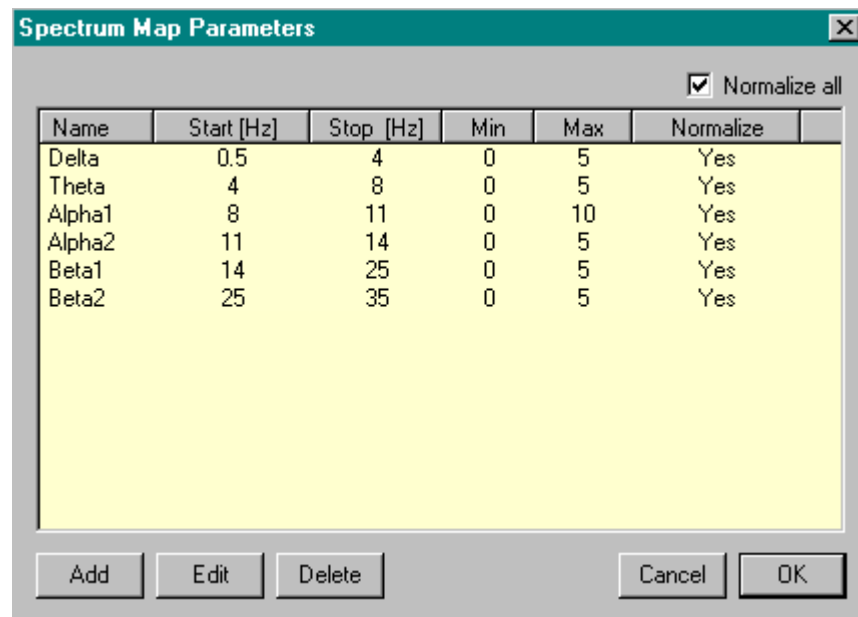 Spectrum Map Parameters
Normalize all
Name Start [Hz] Stop [Hz] Min Max Normalize
Delta 0.5 4 0 5 Yes
Theta 4 8 0 5 Yes
Alpha1 8 11 0 10 Yes
Alpha2 11 14 0 5 Yes
Beta1 14 25 0 5 Yes
Beta2 25 35 0 5 Yes
Add Edit Delete Cancel OK